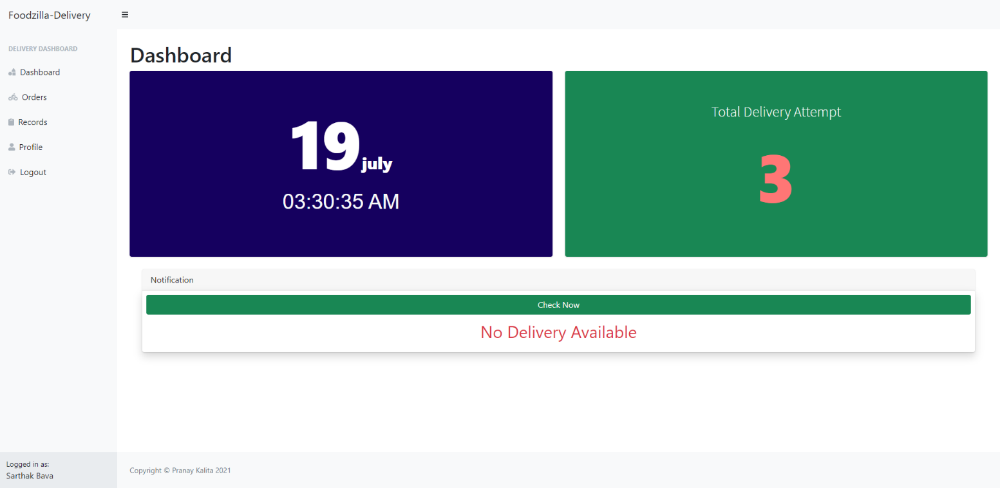 Foodzilla-Delivery
DELIVERY DASHBOARD
Dashboard
Orders
Records
Profile
Logout
Logged in as:
Sarthak Bava
Dashboard
19 july
03:30:35 AM
Total Delivery Attempt
3
Notification
Check Now
No Delivery Available
Copyright © Pranay Kalita 2021